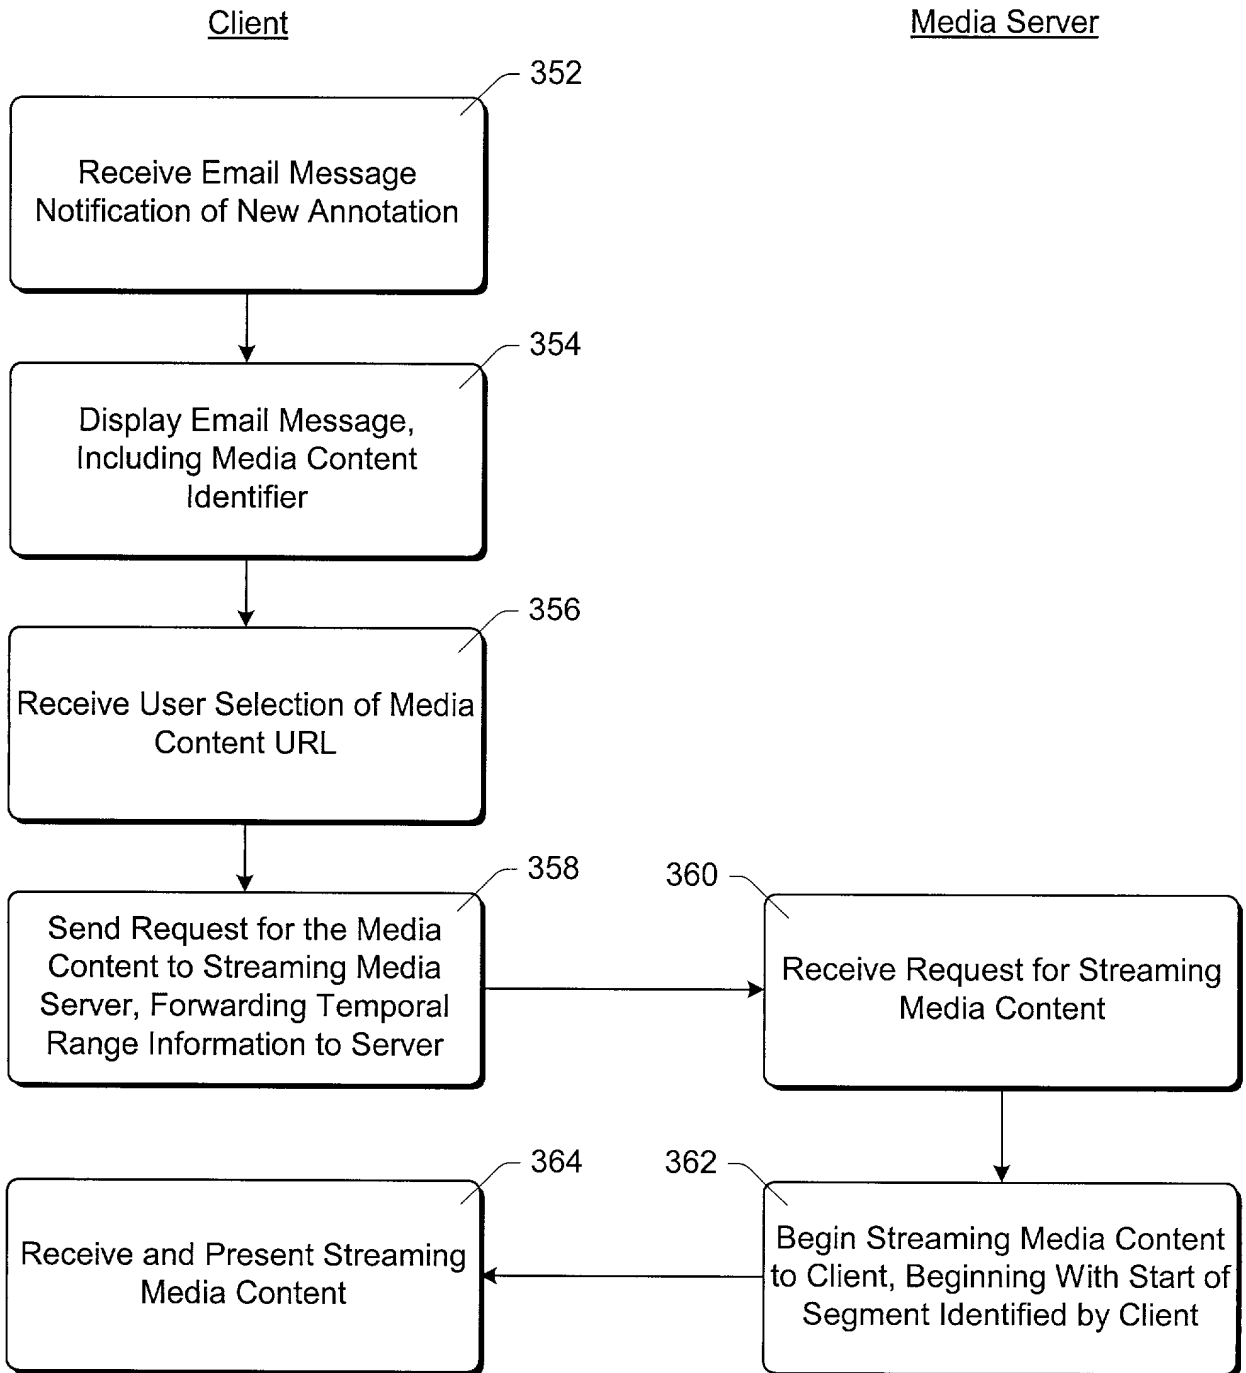 Client
Media Server
352
Receive Email Message
Notification of New Annotation
354
Display Email Message,
Including Media Content
Identifier
356
Receive User Selection of Media
Content URL
358
Send Request for the Media
Content to Streaming Media
Server, Forwarding Temporal
Range Information to Server
360
Receive Request for Streaming
Media Content
364
Receive and Present Streaming
Media Content
362
Begin Streaming Media Content
to Client, Beginning With Start of
Segment Identified by Client